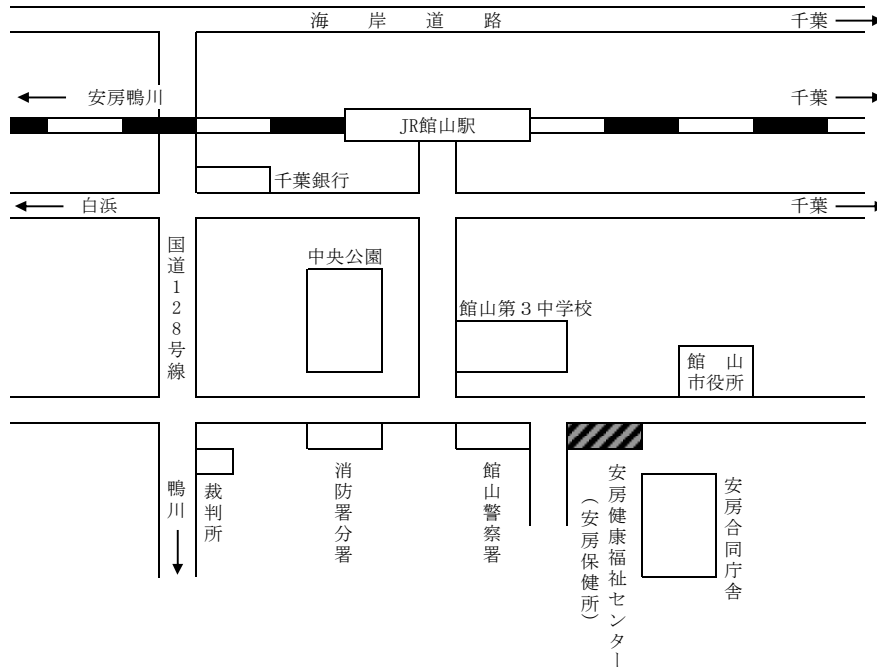 海岸道路
千葉
安房鴨川
千葉
JR館山駅
千葉銀行
白浜
千葉
国道128号線
中央公園
館山第3中学校
館山
市役所
鴨川
裁判所
消防署分署
館山警察署
安房健康福祉センター
(安房保健所)
安房合同庁舎